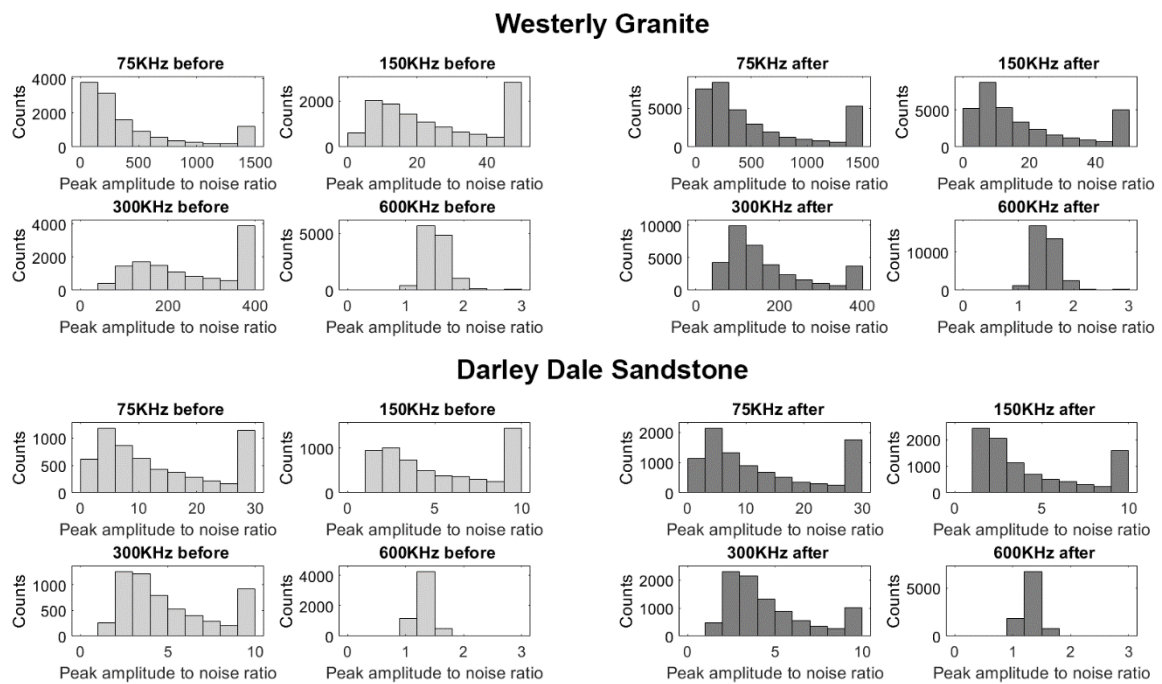 Westerly Granite
75KHz before
Counts
4000
2000
0
0 500 1000 1500
Peak amplitude to noise ratio
150KHz before
Counts
2000
0
0 20 40
Peak amplitude to noise ratio
75KHz after
Counts
5000
0
0 500 1000 1500
Peak amplitude to noise ratio
150KHz after
Counts
5000
0
0 20 40
Peak amplitude to noise ratio
300KHz before
Counts
4000
2000
0
0 200 400
Peak amplitude to noise ratio
600KHz before
Counts
5000
0
0 1 2 3
Peak amplitude to noise ratio
300KHz after
Counts
10000
5000
0
0 200 400
Peak amplitude to noise ratio
600KHz after
Counts
10000
0
0 1 2 3
Peak amplitude to noise ratio
Darley Dale Sandstone
75KHz before
Counts
1000
500
0
0 10 20 30
Peak amplitude to noise ratio
150KHz before
Counts
1000
0
0 5 10
Peak amplitude to noise ratio
75KHz after
Counts
2000
1000
0
0 10 20 30
Peak amplitude to noise ratio
150KHz after
Counts
2000
1000
0
0 5 10
Peak amplitude to noise ratio
300KHz before
Counts
1000
500
0
0 5 10
Peak amplitude to noise ratio
600KHz before
Counts
4000
2000
0
0 1 2 3
Peak amplitude to noise ratio
300KHz after
Counts
2000
1000
0
0 5 10
Peak amplitude to noise ratio
600KHz after
Counts
5000
0
0 1 2 3
Peak amplitude to noise ratio